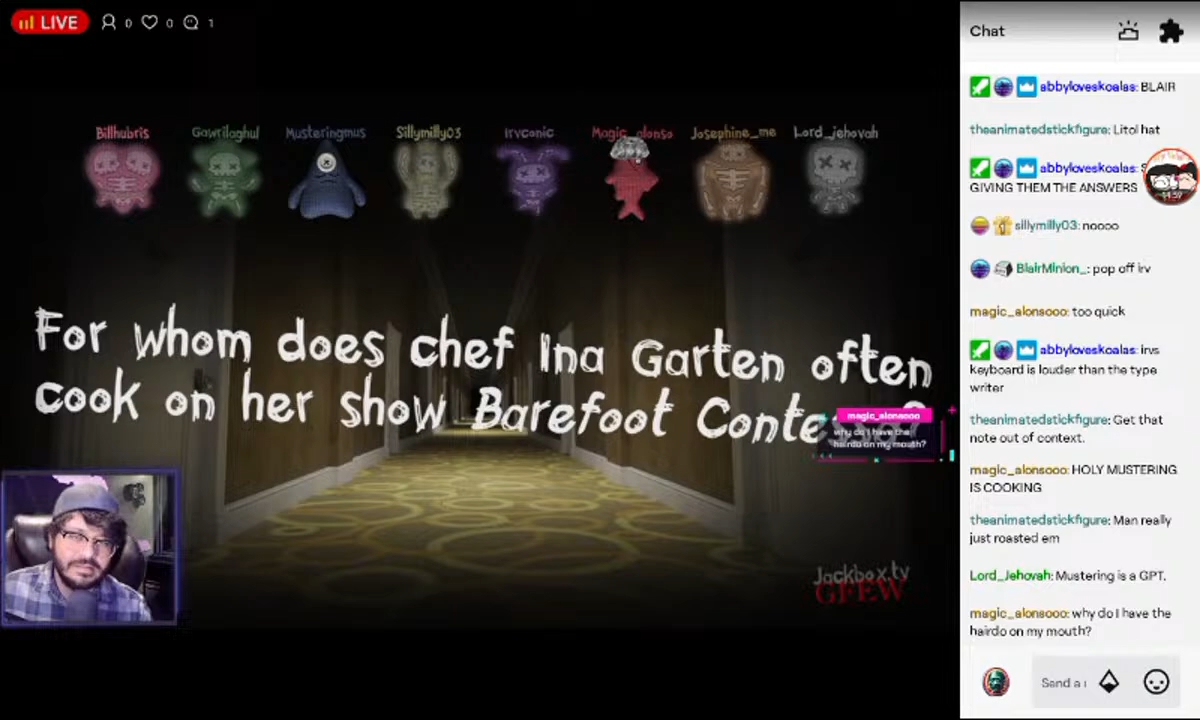 LIVE 0 0 1
Billhubris Gawrilaghul Musteringmus Sillymilly03 Irvconic Magic_alonso Josephine_me Lord_jehovah
For whom does chef Ina Garten often
cook on her show Barefoot
magic_alonsooo
why do I have the
hairdo on my mouth?
Jackbox.tv
GFEW
Chat
abbyloveskoalas: BLAIR
theanimatedstickfigure: Litol hat
abbyloveskoalas:
GIVING THEM THE ANSWERS
sillymilly03: noooo
BlairMinion_: pop off irv
magic_alonsooo: too quick
abbyloveskoalas: irvs
keyboard is louder than the type
writer
theanimatedstickfigure: Get that
note out of context.
magic_alonsooo: HOLY MUSTERING
IS COOKING
theanimatedstickfigure: Man really
just roasted em
Lord_Jehovah: Mustering is a GPT.
magic_alonsooo: why do I have the
hairdo on my mouth?
Send a